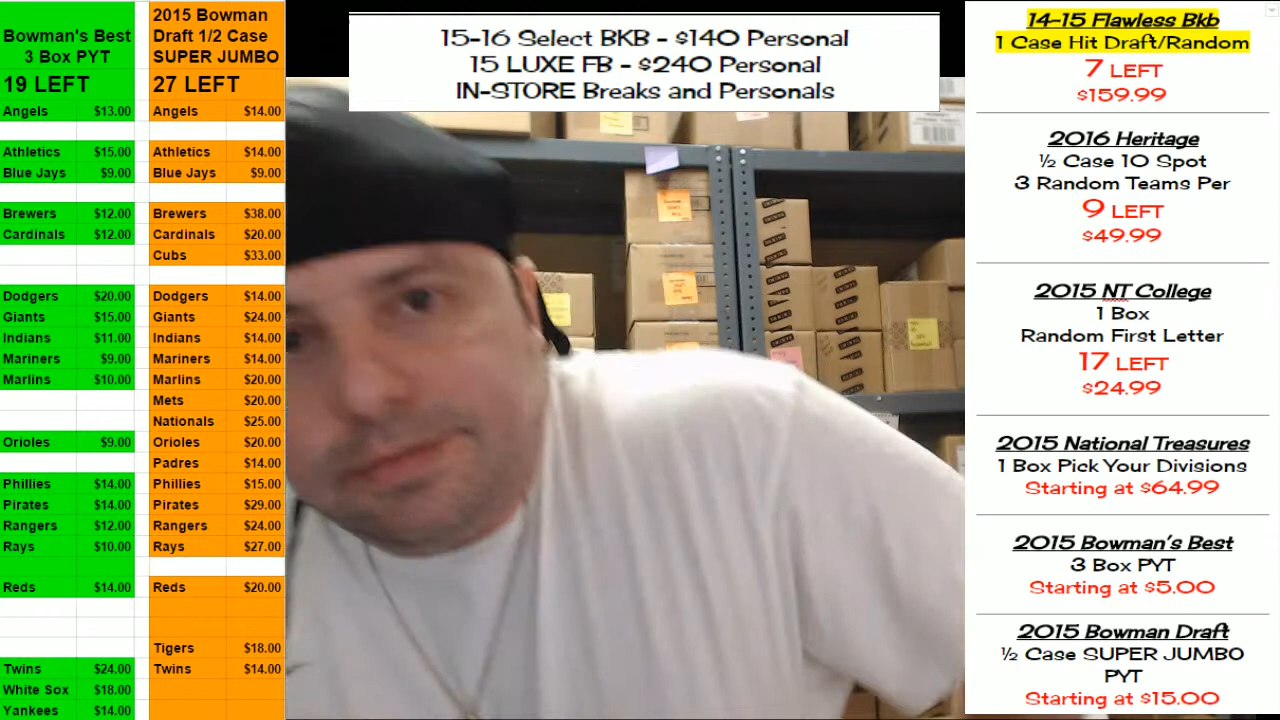 Bowman's Best
3 Box PYT
19 LEFT
Angels $13.00
Athletics $15.00
Blue Jays $9.00
Brewers $12.00
Cardinals $12.00
Dodgers $20.00
Giants $15.00
Indians $11.00
Mariners $9.00
Marlins $10.00
Orioles $9.00
Phillies $14.00
Pirates $14.00
Rangers $12.00
Rays $10.00
Reds $14.00
Twins $24.00
White Sox $18.00
Yankees $14.00
2015 Bowman
Draft 1/2 Case
SUPER JUMBO
27 LEFT
Angels $14.00
Athletics $14.00
Blue Jays $9.00
Brewers $38.00
Cardinals $20.00
Cubs $33.00
Dodgers $14.00
Giants $24.00
Indians $14.00
Mariners $14.00
Marlins $20.00
Mets $20.00
Nationals $25.00
Orioles $20.00
Padres $14.00
Phillies $15.00
Pirates $29.00
Rangers $24.00
Rays $27.00
Reds $20.00
Tigers $18.00
Twins $14.00
15-16 Select BKB - $140 Personal
15 LUXE FB - $240 Personal
IN-STORE Breaks and Personals
14-15 Flawless Bkb
1 Case Hit Draft/Random
7 LEFT
$159.99
2016 Heritage
½ Case 10 Spot
3 Random Teams Per
9 LEFT
$49.99
2015 NT College
1 Box
Random First Letter
17 LEFT
$24.99
2015 National Treasures
1 Box Pick Your Divisions
Starting at $64.99
2015 Bowman's Best
3 Box PYT
Starting at $5.00
2015 Bowman Draft
½ Case SUPER JUMBO
PYT
Starting at $15.00